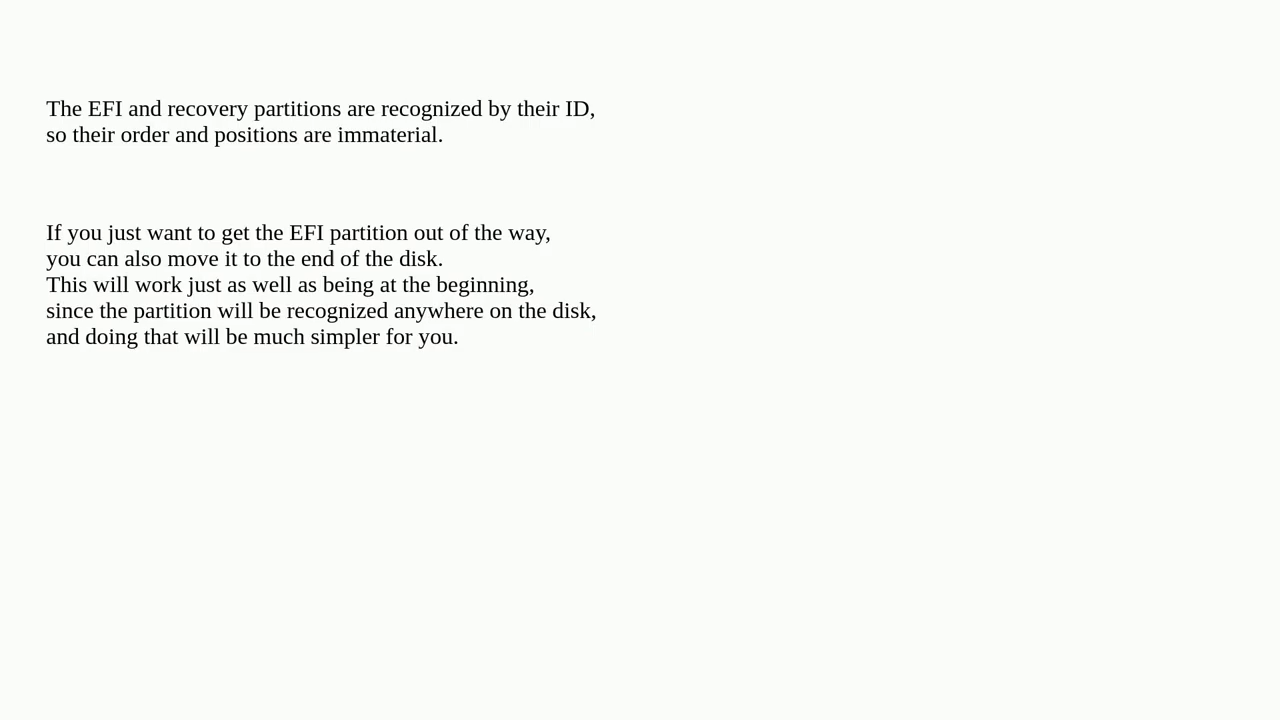 The EFI and recovery partitions are recognized by their ID,
so their order and positions are immaterial.
If you just want to get the EFI partition out of the way,
you can also move it to the end of the disk.
This will work just as well as being at the beginning,
since the partition will be recognized anywhere on the disk,
and doing that will be much simpler for you.